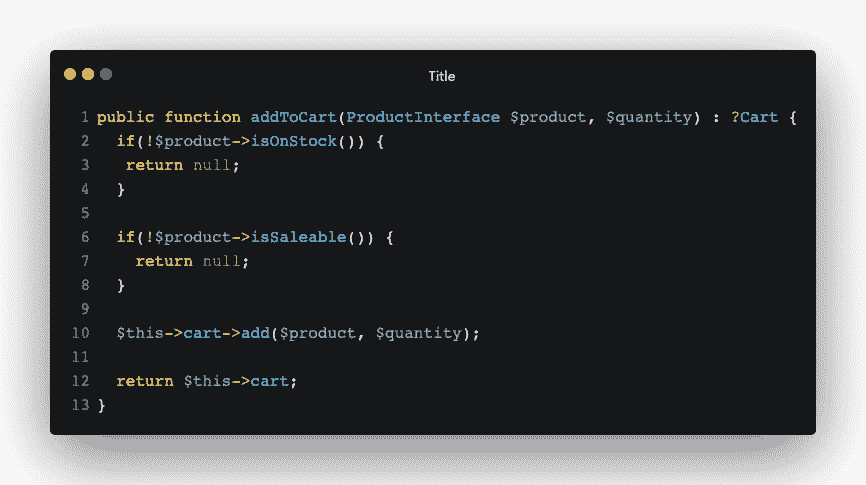 Title
1 public function addToCart(ProductInterface $product, $quantity) : ?Cart {
2   if(!$product->isOnStock()) {
3    return null;
4   }
5
6   if(!$product->isSaleable()) {
7     return null;
8   }
9
10   $this->cart->add($product, $quantity);
11
12   return $this->cart;
13 }